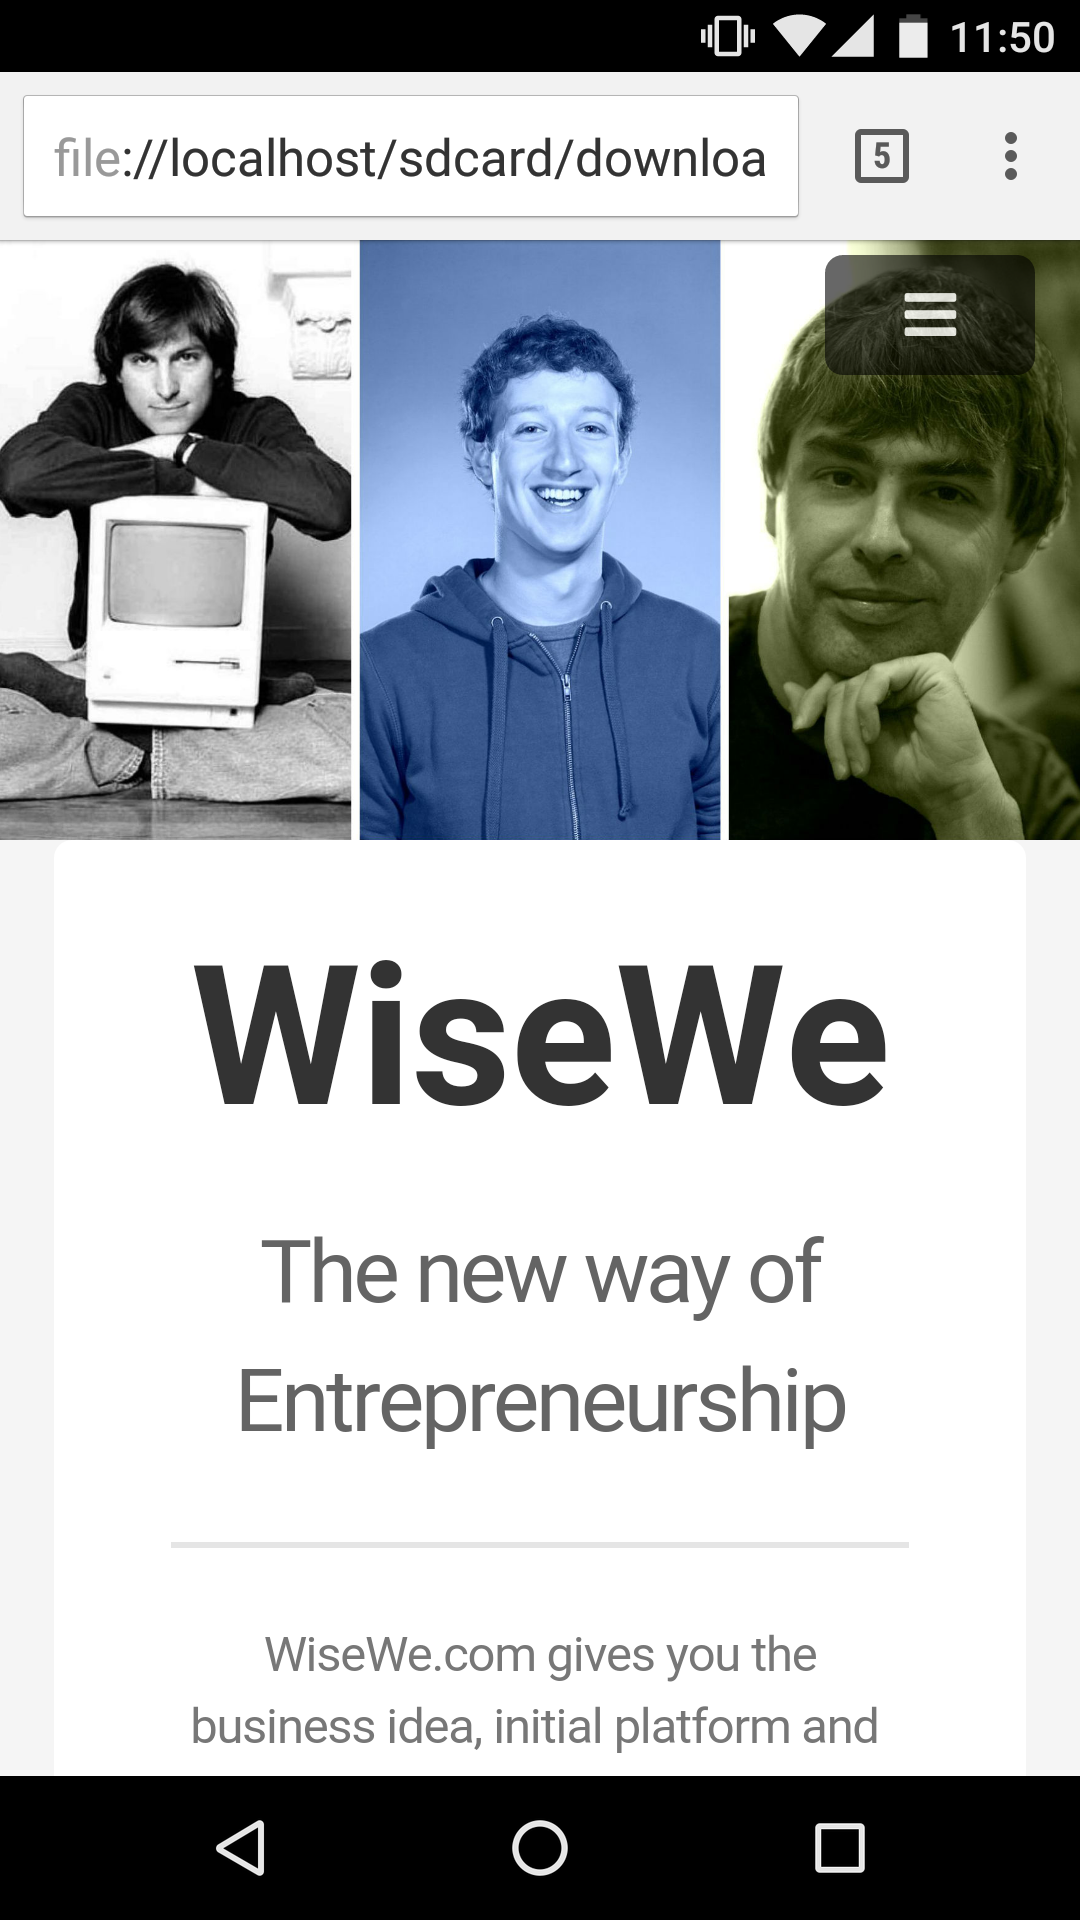 11:50
file://localhost/sdcard/downloa
5
WiseWe
The new way of
Entrepreneurship
WiseWe.com gives you the
business idea, initial platform and